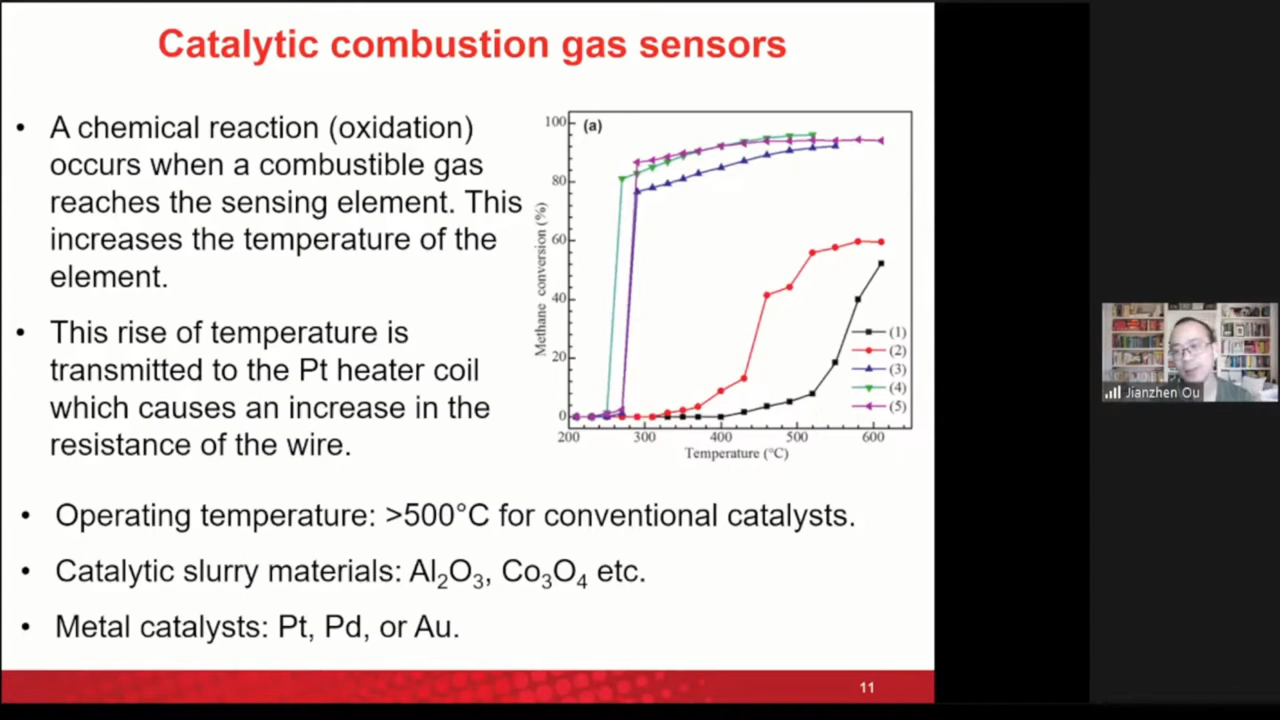 Catalytic combustion gas sensors
• A chemical reaction (oxidation)
occurs when a combustible gas
reaches the sensing element. This
increases the temperature of the
element.
• This rise of temperature is
transmitted to the Pt heater coil
which causes an increase in the
resistance of the wire.
(a)
100
80
60
40
20
0
Methane conversion (%)
200 300 400 500 600
Temperature (°C)
(1)
(2)
(3)
(4)
(5)
• Operating temperature: >500°C for conventional catalysts.
• Catalytic slurry materials: Al₂O₃, Co₃O₄ etc.
• Metal catalysts: Pt, Pd, or Au.
11
Jianzhen Ou